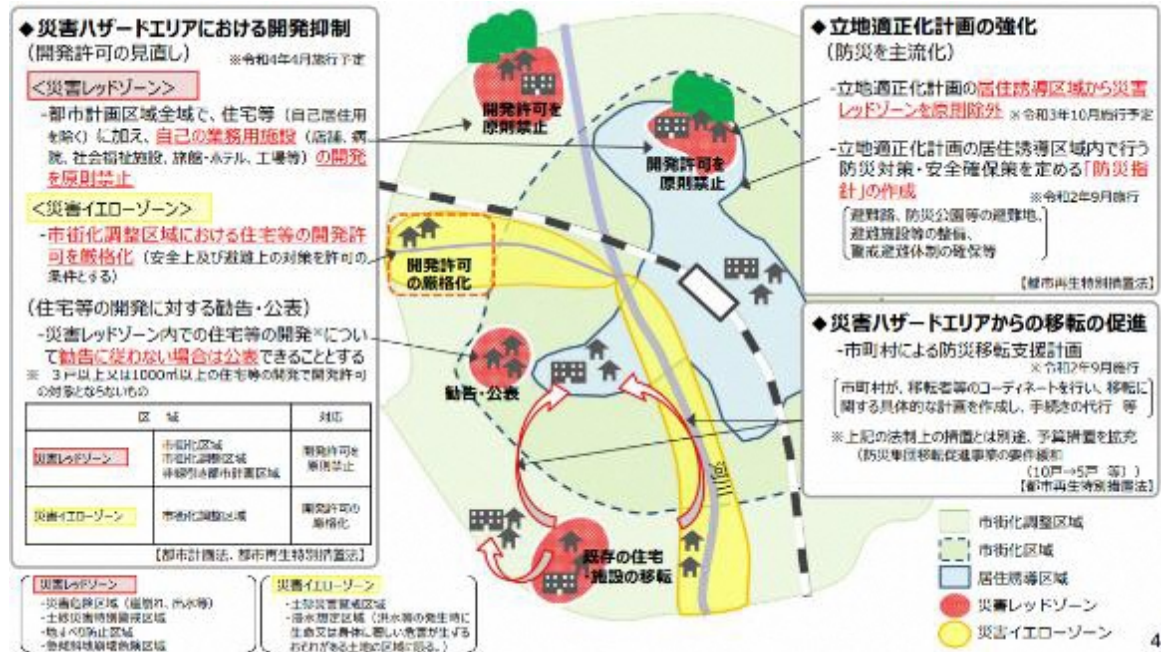 ◆災害ハザードエリアにおける開発抑制
(開発許可の見直し)
※令和4年4月施行予定
<災害レッドゾーン>
-都市計画区域全域で、住宅等（自己居住用
を除く）に加え、自己の業務用施設（店舗、病
院、社会福祉施設、旅館・ホテル、工場等）の開発
を原則禁止
<災害イエローゾーン>
-市街化調整区域における住宅等の開発許
可を厳格化（安全上及び避難上の対策を許可の
条件とする）
(住宅等の開発に対する勧告・公表)
-災害レッドゾーン内での住宅等の開発※につい
て勧告に従わない場合は公表できることとする
※ 3戸以上又は1000㎡以上の住宅等の開発で開発許可
の対象とならないもの
区 域 対応
災害レッドゾーン
市街化区域
市街化調整区域
非線引き都市計画区域
開発許可を
原則禁止
災害イエローゾーン
市街化調整区域
開発許可の
厳格化
【都市計画法、都市再生特別措置法】
災害レッドゾーン
-災害危険区域（崖崩れ、出水等）
-土砂災害特別警戒区域
-地すべり防止区域
-急傾斜地崩壊危険区域
災害イエローゾーン
-土砂災害警戒区域
-浸水想定区域（洪水等の発生時に
生命又は身体に著しい危害が生ずる
おそれがある土地の区域に限る。）
開発許可を
原則禁止
開発許可を
原則禁止
開発許可
の厳格化
勧告・公表
河川
既存の住宅
・施設の移転
◆立地適正化計画の強化
(防災を主流化)
-立地適正化計画の居住誘導区域から災害
レッドゾーンを原則除外 ※令和3年10月施行予定
-立地適正化計画の居住誘導区域内で行う
防災対策・安全確保策を定める「防災指
針」の作成
※令和2年9月施行
避難路、防災公園等の避難地、
避難施設等の整備、
警戒避難体制の確保等
【都市再生特別措置法】
◆災害ハザードエリアからの移転の促進
-市町村による防災移転支援計画
※令和2年9月施行
市町村が、移転者等のコーディネートを行い、移転に
関する具体的な計画を作成し、手続きの代行 等
※上記の法制上の措置とは別途、予算措置を拡充
（防災集団移転促進事業の要件緩和
（10戸→5戸 等））
【都市再生特別措置法】
市街化調整区域
市街化区域
居住誘導区域
災害レッドゾーン
災害イエローゾーン
4